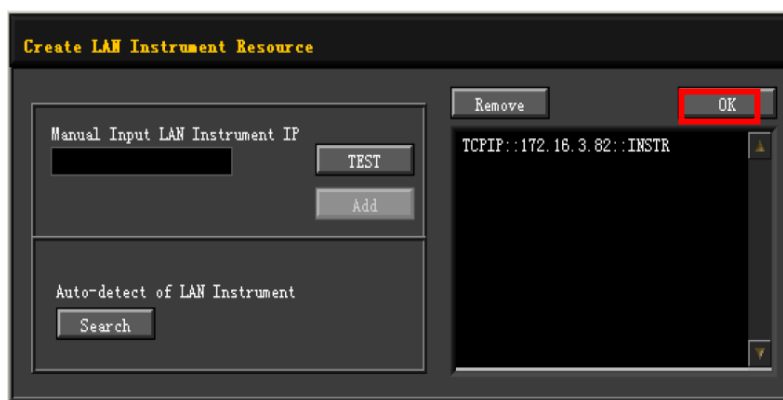 Create LAN Instrument Resource
Manual Input LAN Instrument IP
TEST
Add
Auto-detect of LAN Instrument
Search
Remove
OK
TCPIP::172.16.3.82::INSTR